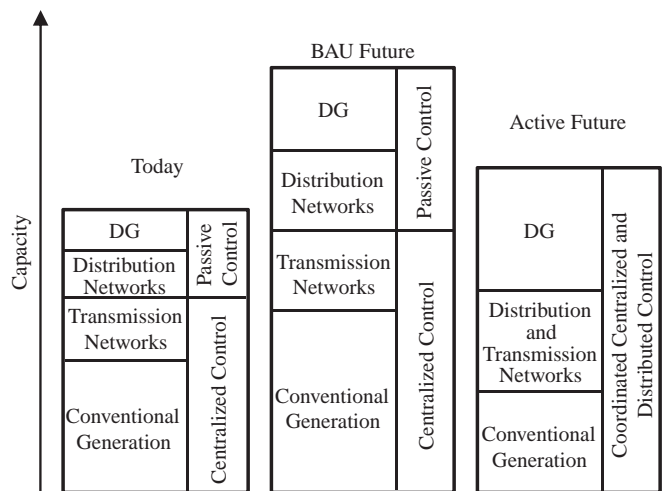 Capacity
Today
DG
Distribution
Networks
Passive
Control
Transmission
Networks
Conventional
Generation
Centralized Control
BAU Future
DG
Distribution
Networks
Passive Control
Transmission
Networks
Conventional
Generation
Centralized Control
Active Future
DG
Distribution
and
Transmission
Networks
Conventional
Generation
Coordinated Centralized and
Distributed Control